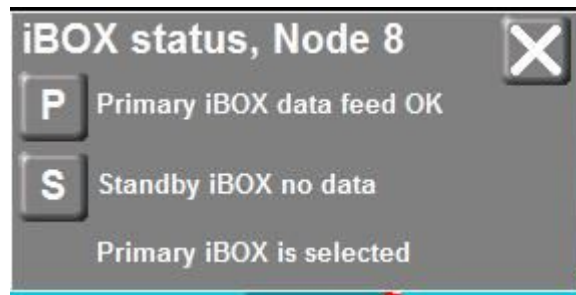 iBOX status, Node 8
P Primary iBOX data feed OK
S Standby iBOX no data
Primary iBOX is selected